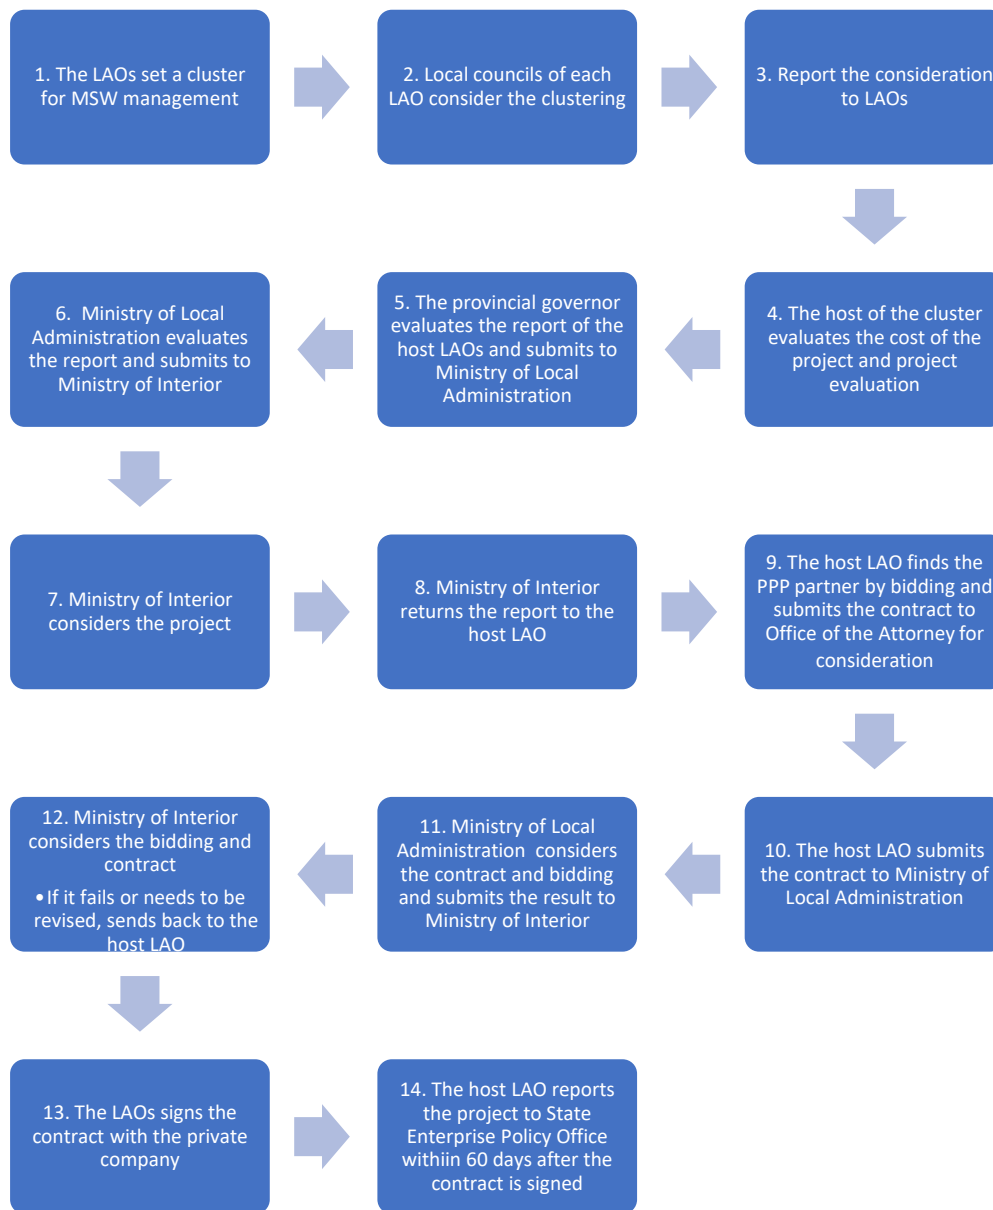 1. The LAOs set a cluster
for MSW management
2. Local councils of each
LAO consider the clustering
3. Report the consideration
to LAOs
4. The host of the cluster
evaluates the cost of the
project and project
evaluation
5. The provincial governor
evaluates the report of the
host LAOs and submits to
Ministry of Local
Administration
6.  Ministry of Local
Administration evaluates
the report and submits to
Ministry of Interior
7. Ministry of Interior
considers the project
8. Ministry of Interior
returns the report to the
host LAO
9. The host LAO finds the
PPP partner by bidding and
submits the contract to
Office of the Attorney for
consideration
10. The host LAO submits
the contract to Ministry of
Local Administration
11. Ministry of Local
Administration  considers
the contract and bidding
and submits the result to
Ministry of Interior
12. Ministry of Interior
considers the bidding and
contract
•If it fails or needs to be
revised, sends back to the
host LAO
13. The LAOs signs the
contract with the private
company
14. The host LAO reports
the project to State
Enterprise Policy Office
withiin 60 days after the
contract is signed